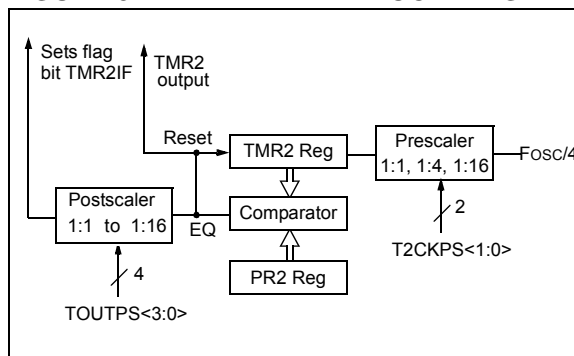 Sets flag
bit TMR2IF
TMR2
output
Reset
TMR2 Reg
Prescaler
1:1, 1:4, 1:16
FOSC/4
Postscaler
1:1 to 1:16
EQ
Comparator
2
T2CKPS<1:0>
4
PR2 Reg
TOUTPS<3:0>